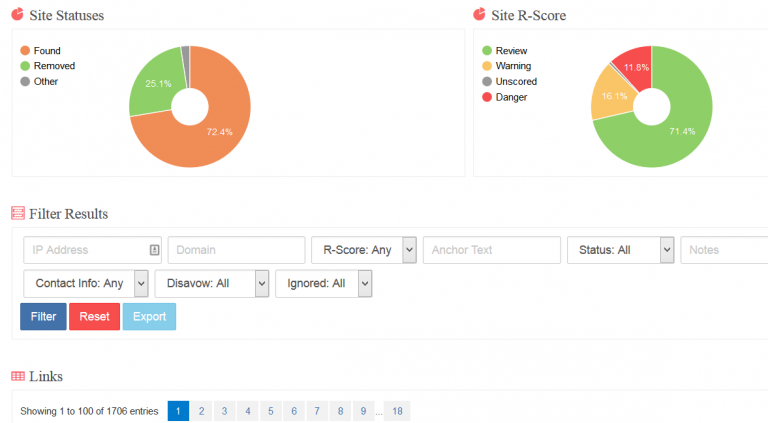 Site Statuses
Found
Removed
Other
25.1%
72.4%
Site R-Score
Review
Warning
Unscored
Danger
11.8%
16.1%
71.4%
Filter Results
IP Address Domain R-Score: Any Anchor Text Status: All Notes
Contact Info: Any Disavow: All Ignored: All
Filter Reset Export
Links
Showing 1 to 100 of 1706 entries 1 2 3 4 5 6 7 8 9 ... 18